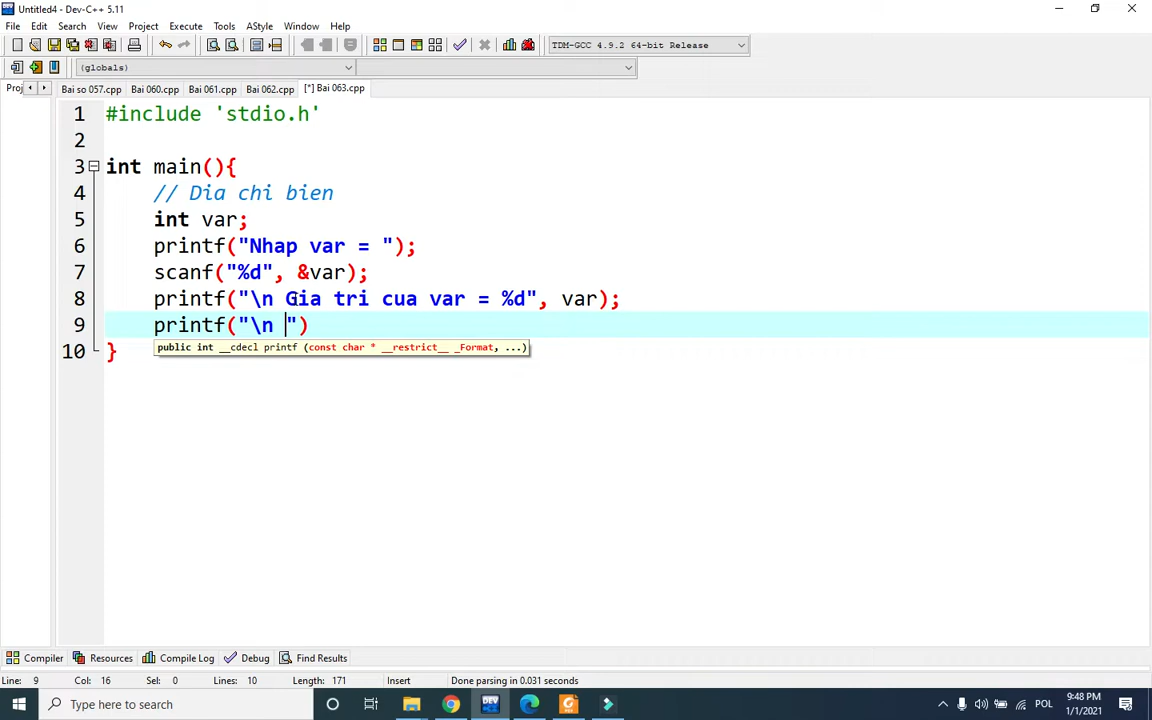 Untitled4 - Dev-C++ 5.11
File Edit Search View Project Execute Tools AStyle Window Help
TDM-GCC 4.9.2 64-bit Release
(globals)
Proj Bai so 057.cpp Bai 060.cpp Bai 061.cpp Bai 062.cpp [*] Bai 063.cpp
1 #include 'stdio.h'
2
3 int main(){
4 // Dia chi bien
5 int var;
6 printf("Nhap var = ");
7 scanf("%d", &var);
8 printf("\n Gia tri cua var = %d", var);
9 printf("\n ")
public int __cdecl printf (const char * __restrict__ _Format, ...)
10 }
Compiler Resources Compile Log Debug Find Results
Line: 9 Col: 16 Sel: 0 Lines: 10 Length: 171 Insert Done parsing in 0.031 seconds
Type here to search
DEV
POL
9:48 PM
1/1/2021